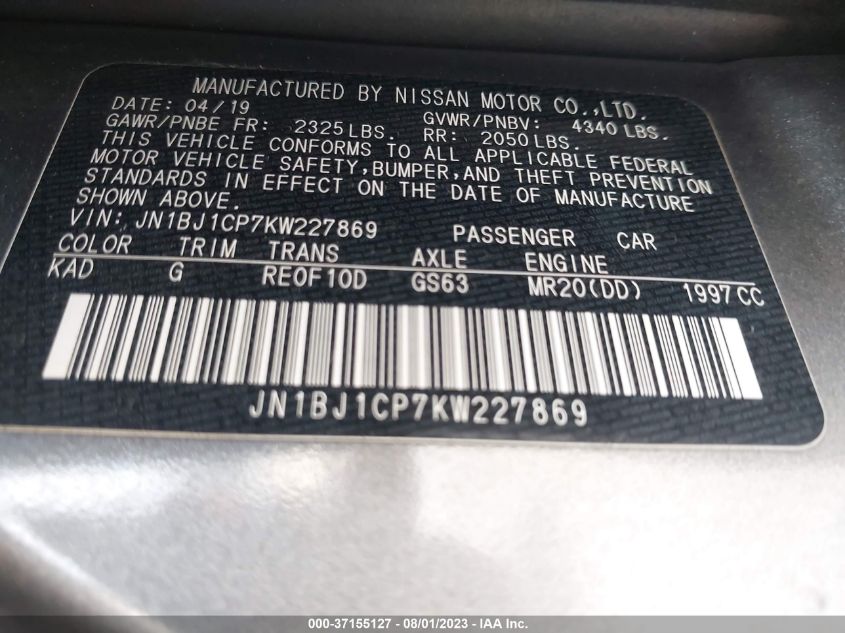 MANUFACTURED BY NISSAN MOTOR CO.,LTD.
DATE: 04/19 GVWR/PNBV: 4340 LBS.
GAWR/PNBE FR: 2325LBS. RR: 2050LBS.
THIS VEHICLE CONFORMS TO ALL APPLICABLE FEDERAL
MOTOR VEHICLE SAFETY, BUMPER, AND THEFT PREVENTION
STANDARDS IN EFFECT ON THE DATE OF MANUFACTURE
SHOWN ABOVE.
VIN: JN1BJ1CP7KW227869 PASSENGER CAR
COLOR TRIM TRANS AXLE ENGINE
KAD G RE0F10D GS63 MR20(DD) 1997CC
JN1BJ1CP7KW227869
000-37155127 - 08/01/2023 - © IAA Inc.